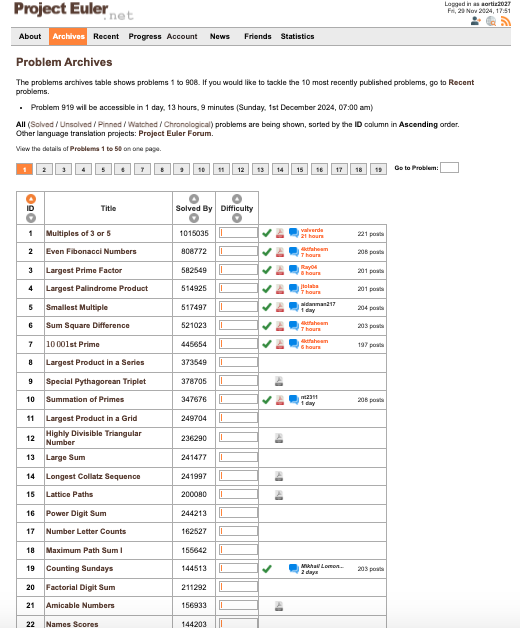 Project Euler
.net
Logged in as aortiz2027
Fri, 29 Nov 2024, 17:51
About Archives Recent Progress Account News Friends Statistics
Problem Archives
The problems archives table shows problems 1 to 908. If you would like to tackle the 10 most recently published problems, go to Recent
problems.
• Problem 919 will be accessible in 1 day, 13 hours, 9 minutes (Sunday, 1st December 2024, 07:00 am)
All (Solved / Unsolved / Pinned / Watched / Chronological) problems are being shown, sorted by the ID column in Ascending order.
Other language translation projects: Project Euler Forum.
View the details of Problems 1 to 50 on one page.
1 2 3 4 5 6 7 8 9 10 11 12 13 14 15 16 17 18 19 Go to Problem:
ID Title Solved By Difficulty
1 Multiples of 3 or 5 1015035 valverde 21 hours 221 posts
2 Even Fibonacci Numbers 808772 4ktfaheem 7 hours 208 posts
3 Largest Prime Factor 582549 Ray04 8 hours 201 posts
4 Largest Palindrome Product 514925 jlolaba 7 hours 201 posts
5 Smallest Multiple 517497 aidanman217 1 day 204 posts
6 Sum Square Difference 521023 4ktfaheem 7 hours 203 posts
7 10 001st Prime 445654 4ktfaheem 6 hours 197 posts
8 Largest Product in a Series 373549
9 Special Pythagorean Triplet 378705
10 Summation of Primes 347676 nt2311 1 day 208 posts
11 Largest Product in a Grid 249704
12 Highly Divisible Triangular
Number 236290
13 Large Sum 241477
14 Longest Collatz Sequence 241997
15 Lattice Paths 200080
16 Power Digit Sum 244213
17 Number Letter Counts 162527
18 Maximum Path Sum I 155642
19 Counting Sundays 144513 Mikhail Lomon... 2 days 203 posts
20 Factorial Digit Sum 211292
21 Amicable Numbers 156933
22 Names Scores 144203